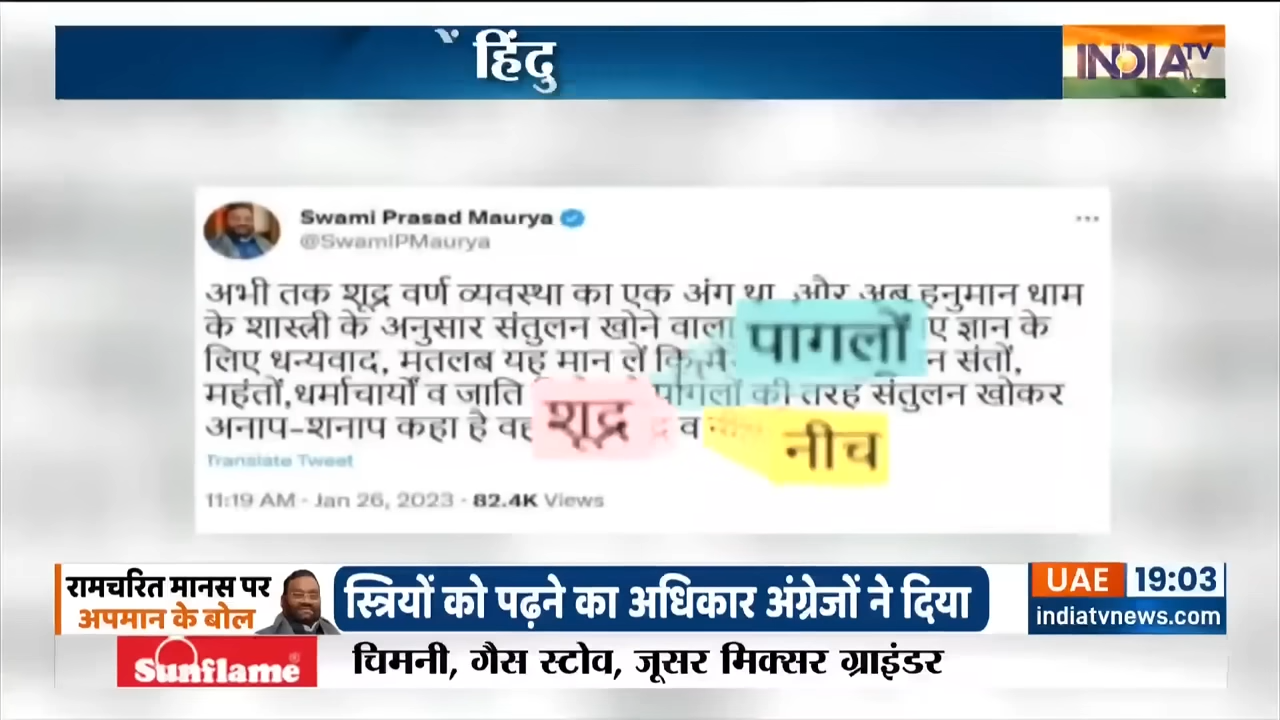 हिंदु
INDIA TV
Swami Prasad Maurya
@SwamiPMaurya
अभी तक शूद्र वर्ण व्यवस्था का एक अंग था, और अब हनुमान धाम
के शास्त्री के अनुसार संतुलन खोने वाला पागलों ए ज्ञान के
लिए धन्यवाद, मतलब यह मान लें कि न संतों,
महंतों,धर्माचार्यों व जाति पागलों की तरह संतुलन खोकर
अनाप-शनाप कहा है वह शूद्र व नीच
Translate Tweet
11:19 AM · Jan 26, 2023 · 82.4K Views
रामचरित मानस पर
अपमान के बोल
स्त्रियों को पढ़ने का अधिकार अंग्रेजों ने दिया
UAE 19:03
indiatvnews.com
Sunflame
चिमनी, गैस स्टोव, जूसर मिक्सर ग्राइंडर